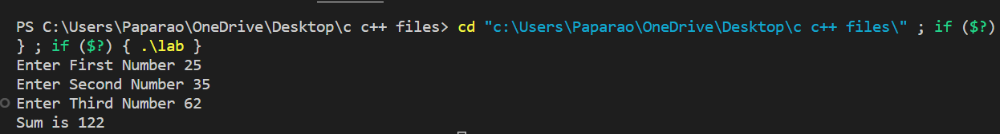 PS C:\Users\Paparao\OneDrive\Desktop\c c++ files> cd "c:\Users\Paparao\OneDrive\Desktop\c c++ files\" ; if ($?)
} ; if ($?) { .\lab }
Enter First Number 25
Enter Second Number 35
Enter Third Number 62
Sum is 122